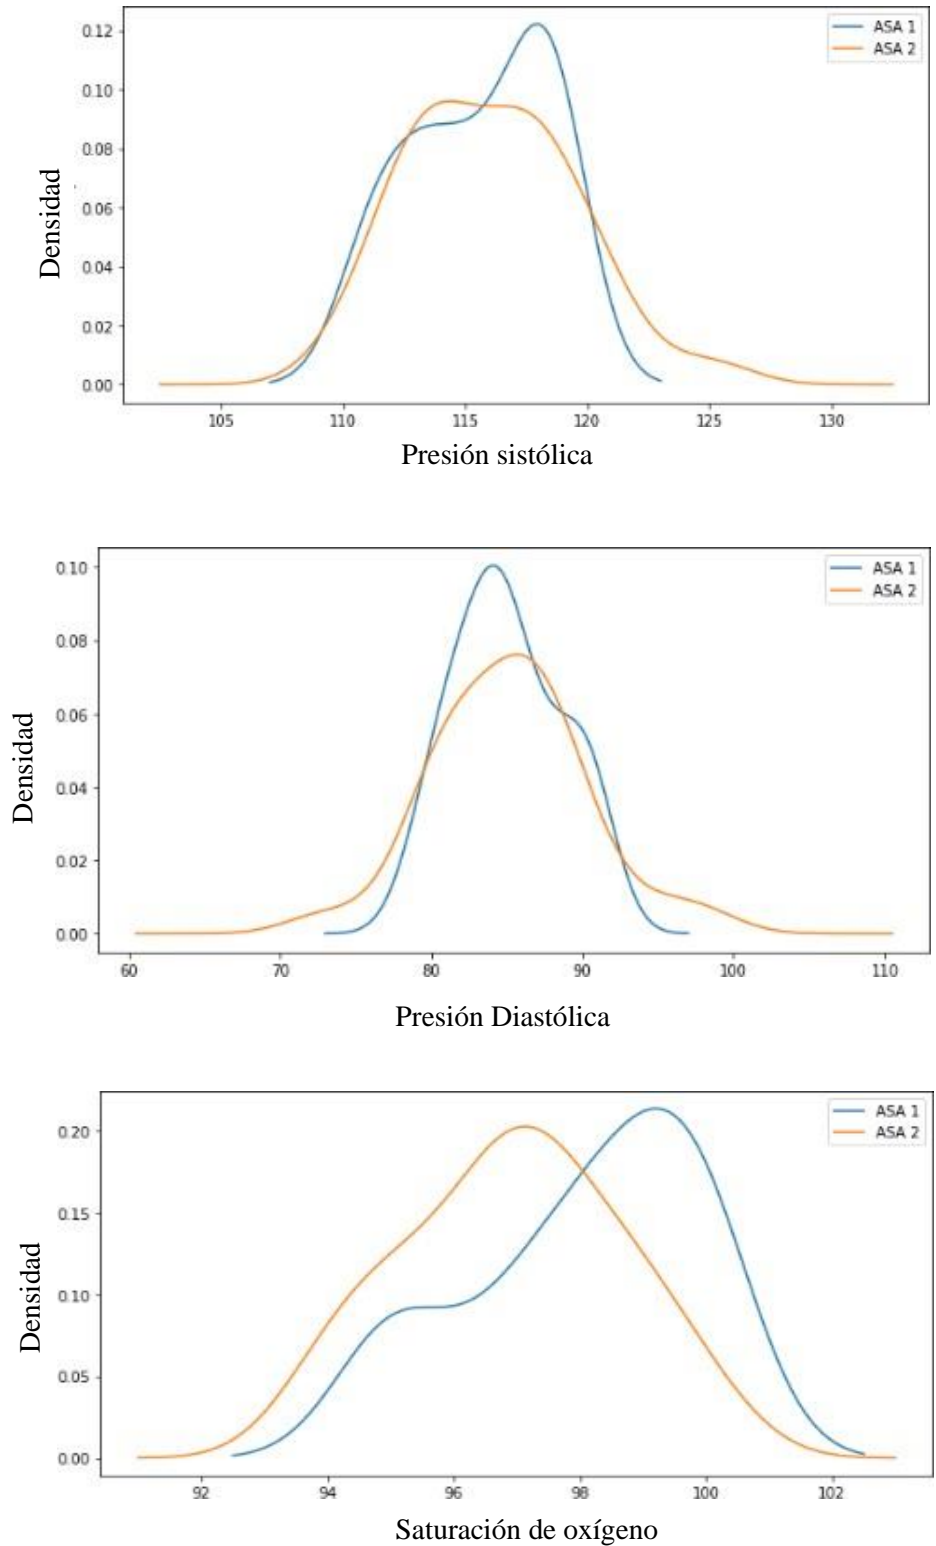 0.12
0.10
0.08
0.06
0.04
0.02
0.00
Densidad
ASA 1
ASA 2
105 110 115 120 125 130
Presión sistólica
0.10
0.08
0.06
0.04
0.02
0.00
Densidad
ASA 1
ASA 2
60 70 80 90 100 110
Presión Diastólica
0.20
0.15
0.10
0.05
0.00
Densidad
ASA 1
ASA 2
92 94 96 98 100 102
Saturación de oxígeno